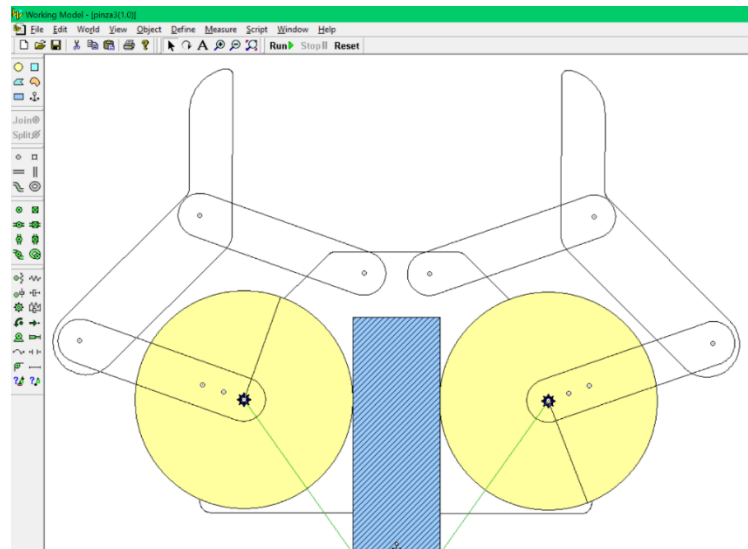 Working Model - [pinza3(1.0)]
File Edit World View Object Define Measure Script Window Help
A Run Stop Reset
Join
Split